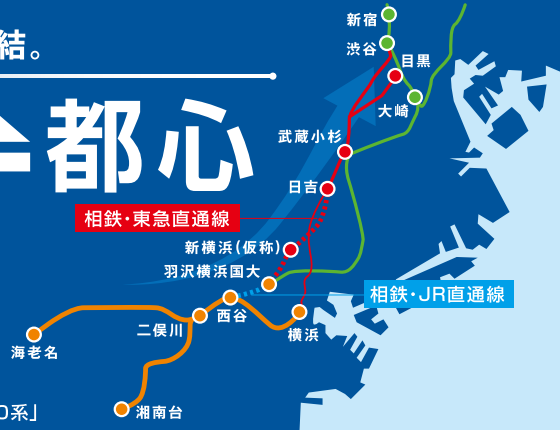 結。
都心
新宿
渋谷
目黒
大崎
武蔵小杉
日吉
相鉄・東急直通線
新横浜(仮称)
羽沢横浜国大
相鉄・JR直通線
西谷
二俣川
横浜
海老名
湘南台
0系」